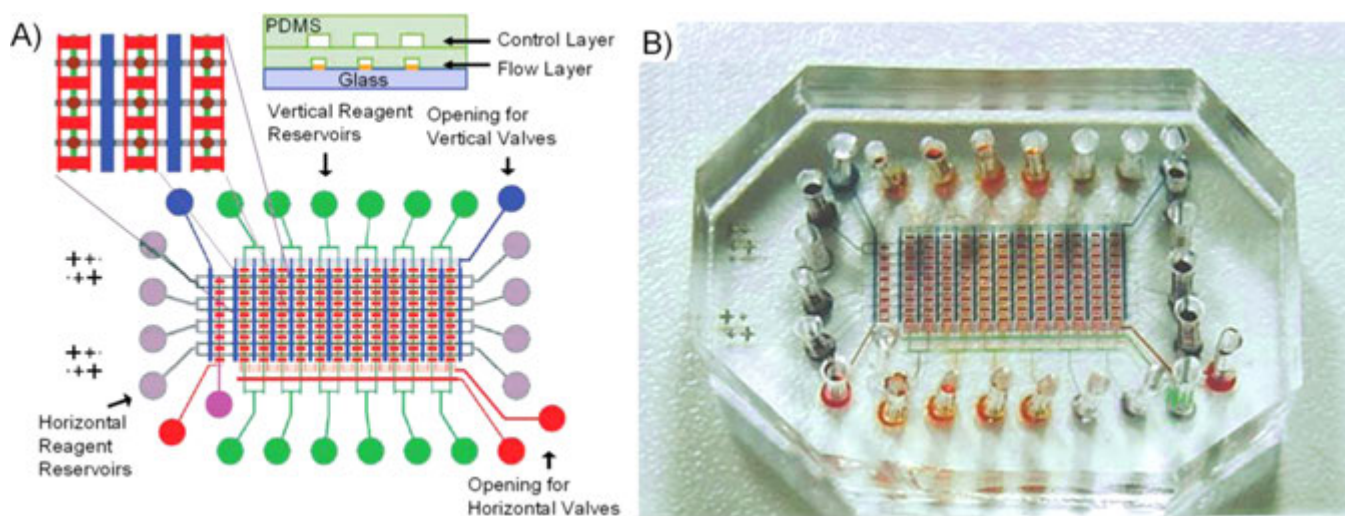 A)
PDMS
Control Layer
Flow Layer
Glass
Vertical Reagent
Reservoirs
Opening for
Vertical Valves
Horizontal
Reagent
Reservoirs
Opening for
Horizontal Valves
B)